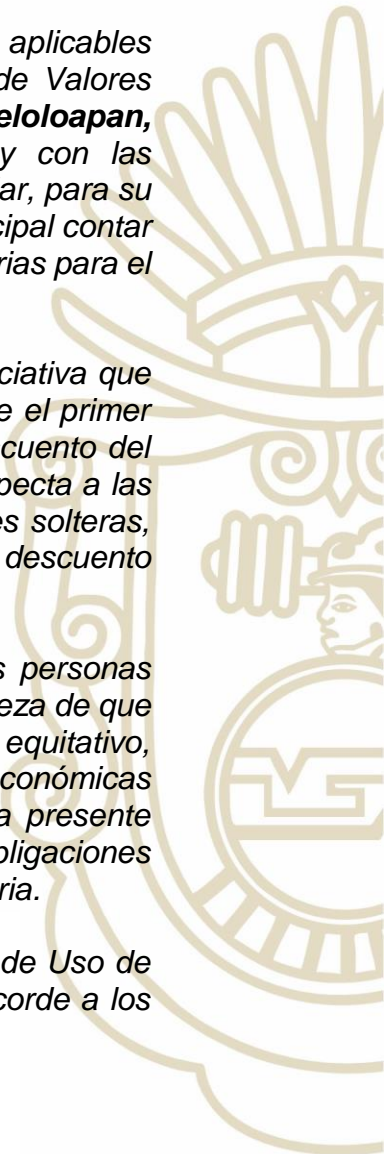 aplicables
de Valores
eloloapan,
y con las
ar, para su
cipal contar
rias para el
ciativa que
e el primer
cuento del
pecta a las
es solteras,
descuento
s personas
eza de que
equitativo,
conómicas
a presente
bligaciones
ria.
de Uso de
corde a los